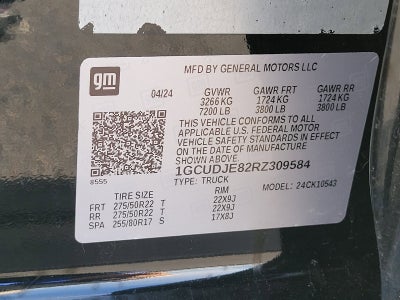 gm
MFD BY GENERAL MOTORS LLC
04/24 GVWR GAWR FRT GAWR RR
3266 KG 1724 KG 1724 KG
7200 LB 3800 LB 3800 LB
THIS VEHICLE CONFORMS TO ALL
APPLICABLE U.S. FEDERAL MOTOR
VEHICLE SAFETY STANDARDS IN EFFECT
ON THE DATE OF MANUFACTURE
SHOWN ABOVE.
1GCUDJE82RZ309584
8555 TYPE: TRUCK MODEL: 24CK10543
TIRE SIZE RIM
FRT 275/50R22 T 22X9J
RR 275/50R22 T 22X9J
SPA 255/80R17 S 17X8J